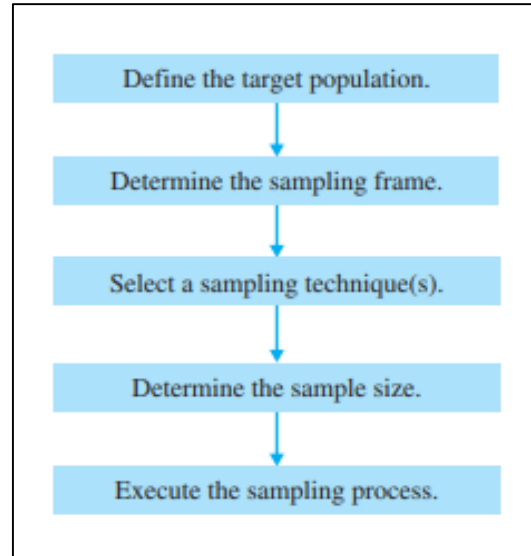 Define the target population.
Determine the sampling frame.
Select a sampling technique(s).
Determine the sample size.
Execute the sampling process.